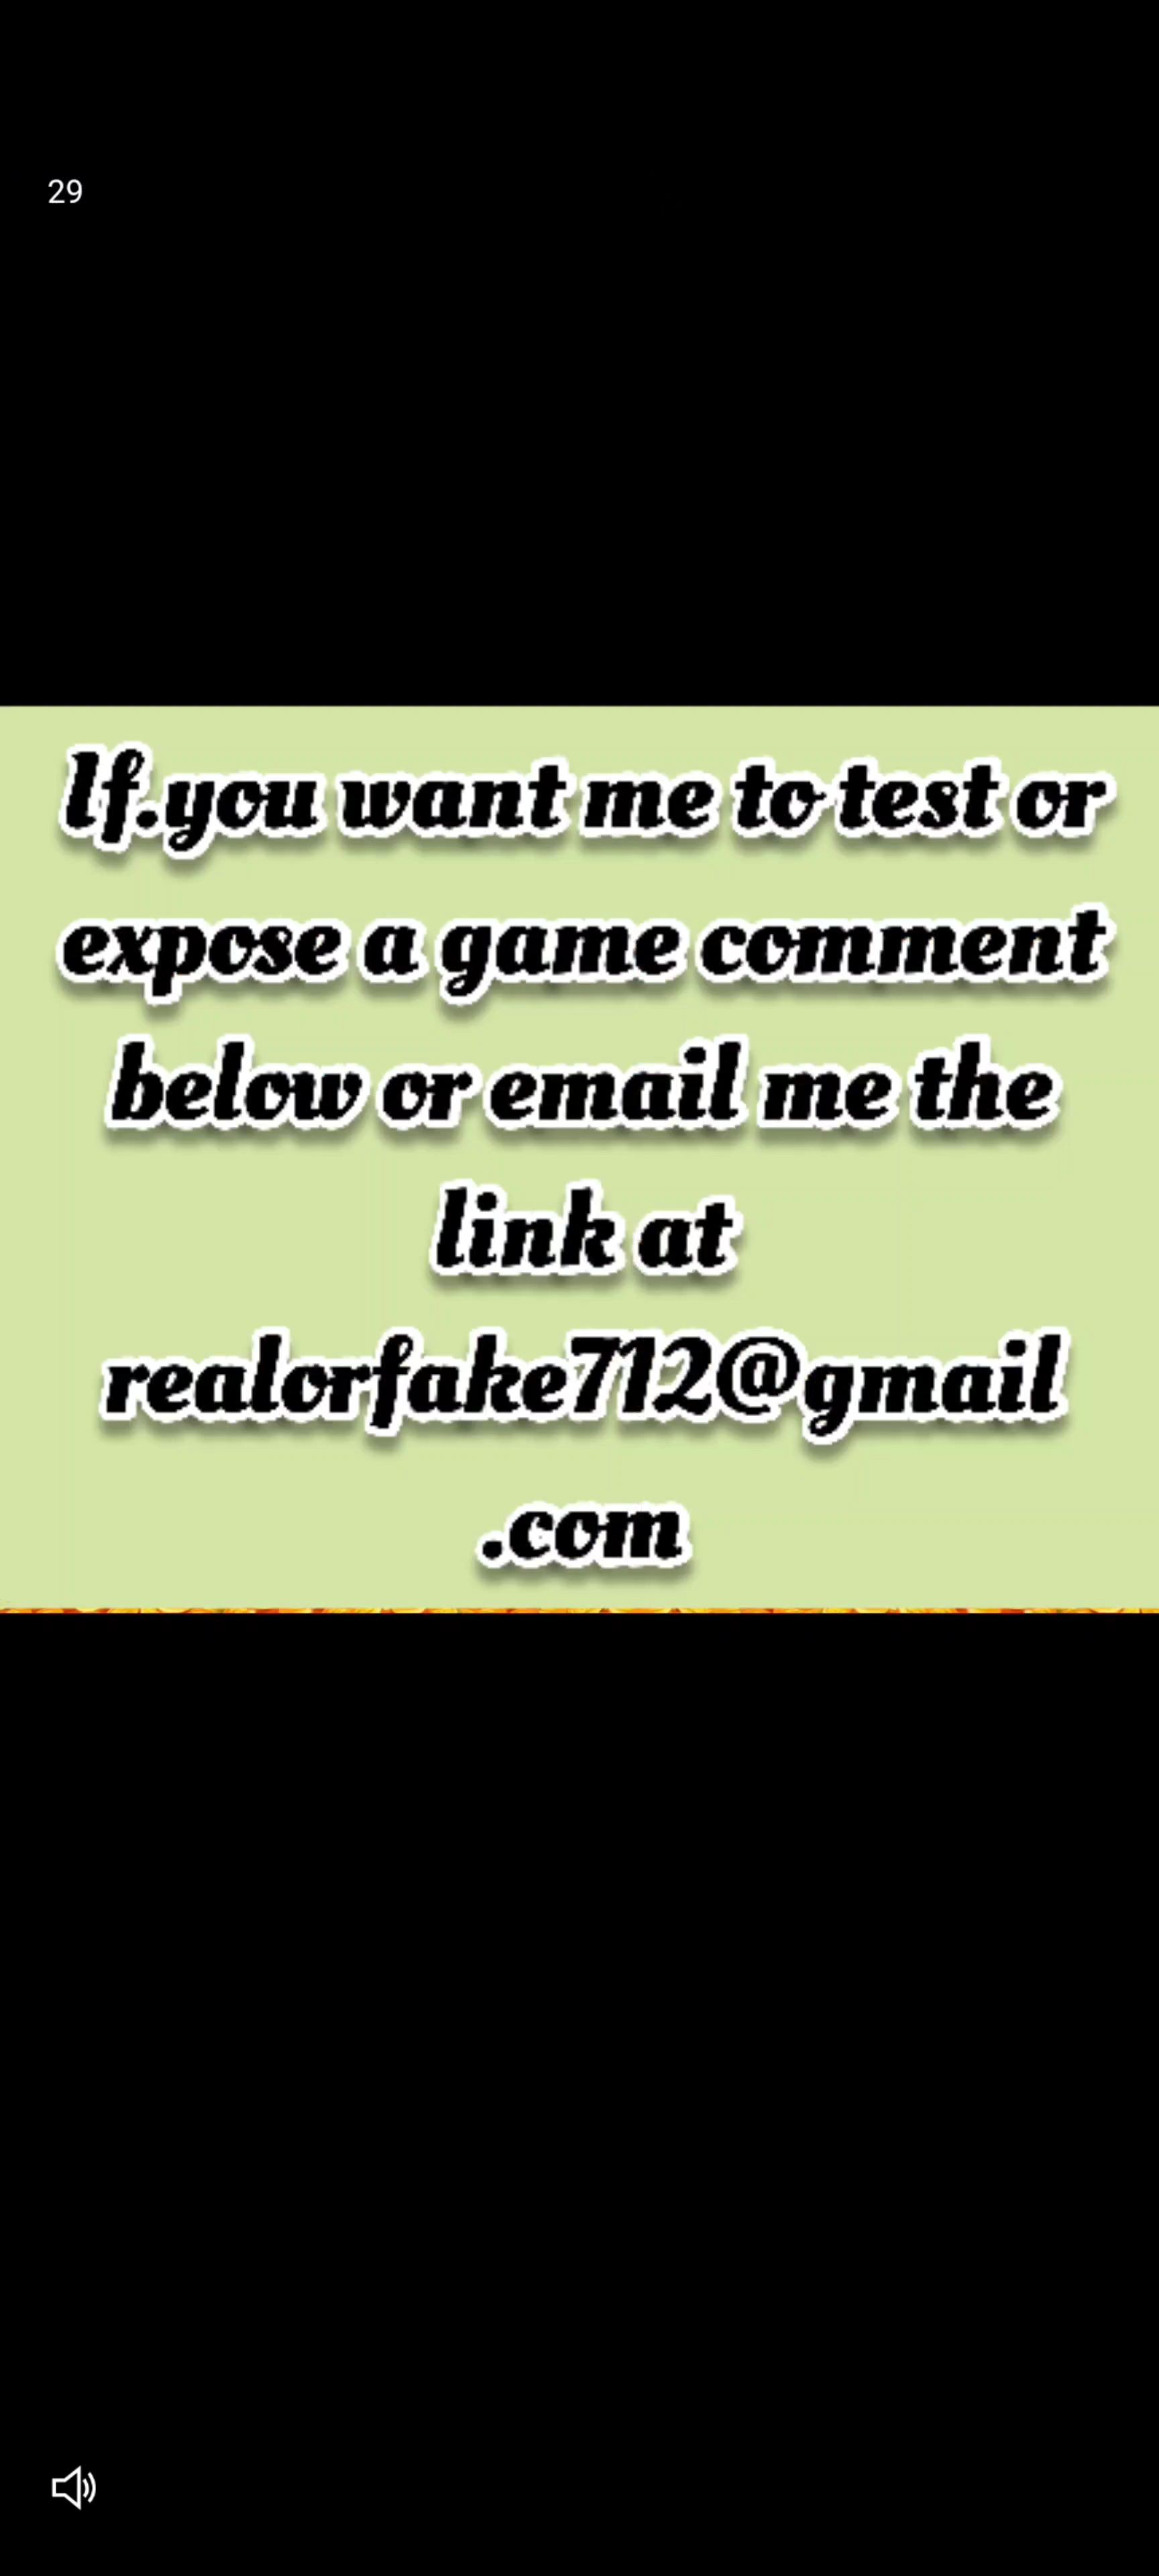 29
If.you want me to test or
expose a game comment
below or email me the
link at
realorfake712@gmail
.com